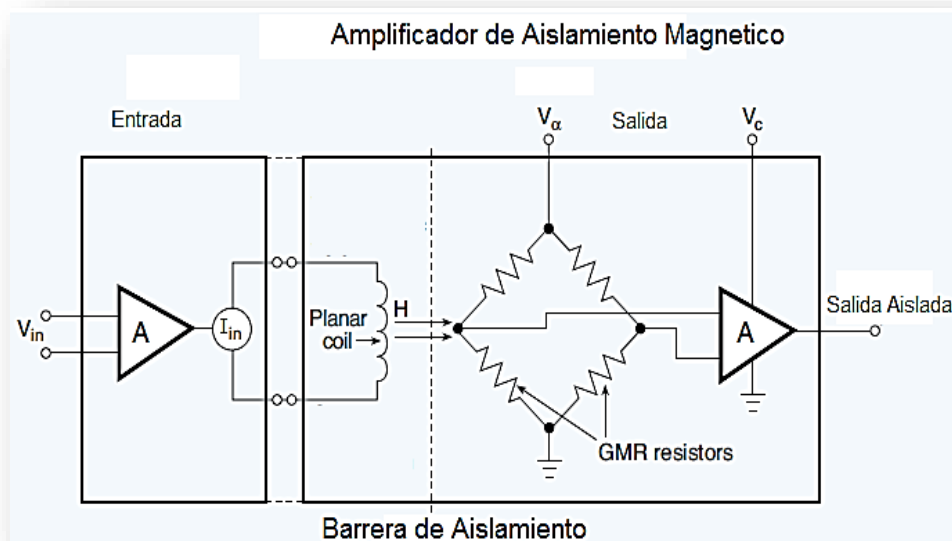 Amplificador de Aislamiento Magnetico
Entrada
Vα
Salida
Vc
Vin
A
Iin
Planar
coil
H
A
Salida Aislada
GMR resistors
Barrera de Aislamiento